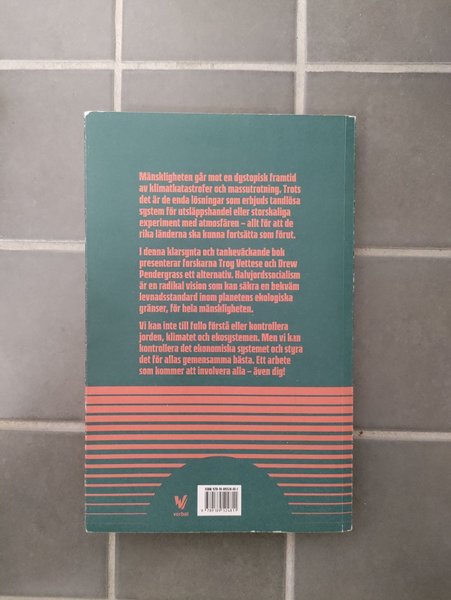 Mänskligheten går mot en dystopisk framtid
av klimatkatastrofer och massutrotning. Trots
det är de enda lösningar som erbjuds tandlösa
system för utsläppshandel eller storskaliga
experiment med atmosfären – allt för att de
rika länderna ska kunna fortsätta som förut.
I denna klarsynta och tankeväckande bok
presenterar forskarna Troy Vettese och Drew
Pendergrass ett alternativ. Halvjordssocialism
är en radikal vision som kan säkra en bekväm
levnadsstandard inom planetens ekologiska
gränser, för hela mänskligheten.
Vi kan inte till fullo förstå eller kontrollera
jorden, klimatet och ekosystemen. Men vi kan
kontrollera det ekonomiska systemet och styra
det för allas gemensamma bästa. Ett arbete
som kommer att involvera alla – även dig!
verbal